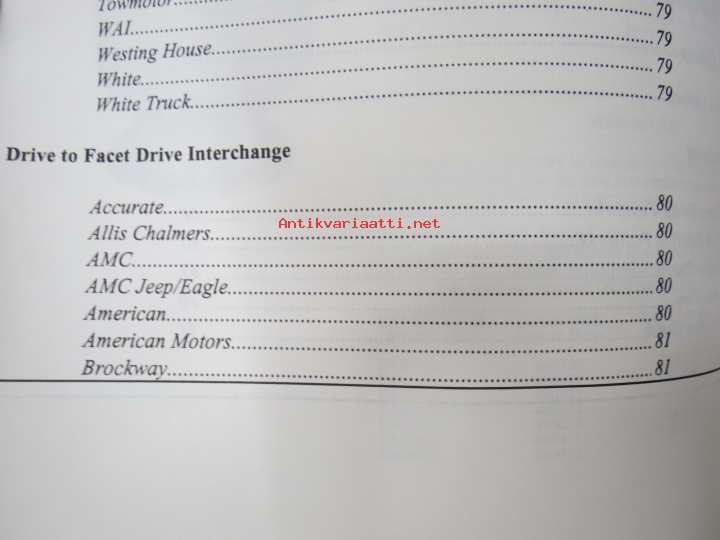 Towmotor
WAI 79
Westing House 79
White 79
White Truck 79
Drive to Facet Drive Interchange
Accurate 80
Antikvariaatti.net
Allis Chalmers 80
AMC 80
AMC Jeep/Eagle 80
American 80
American Motors 81
Brockway 81